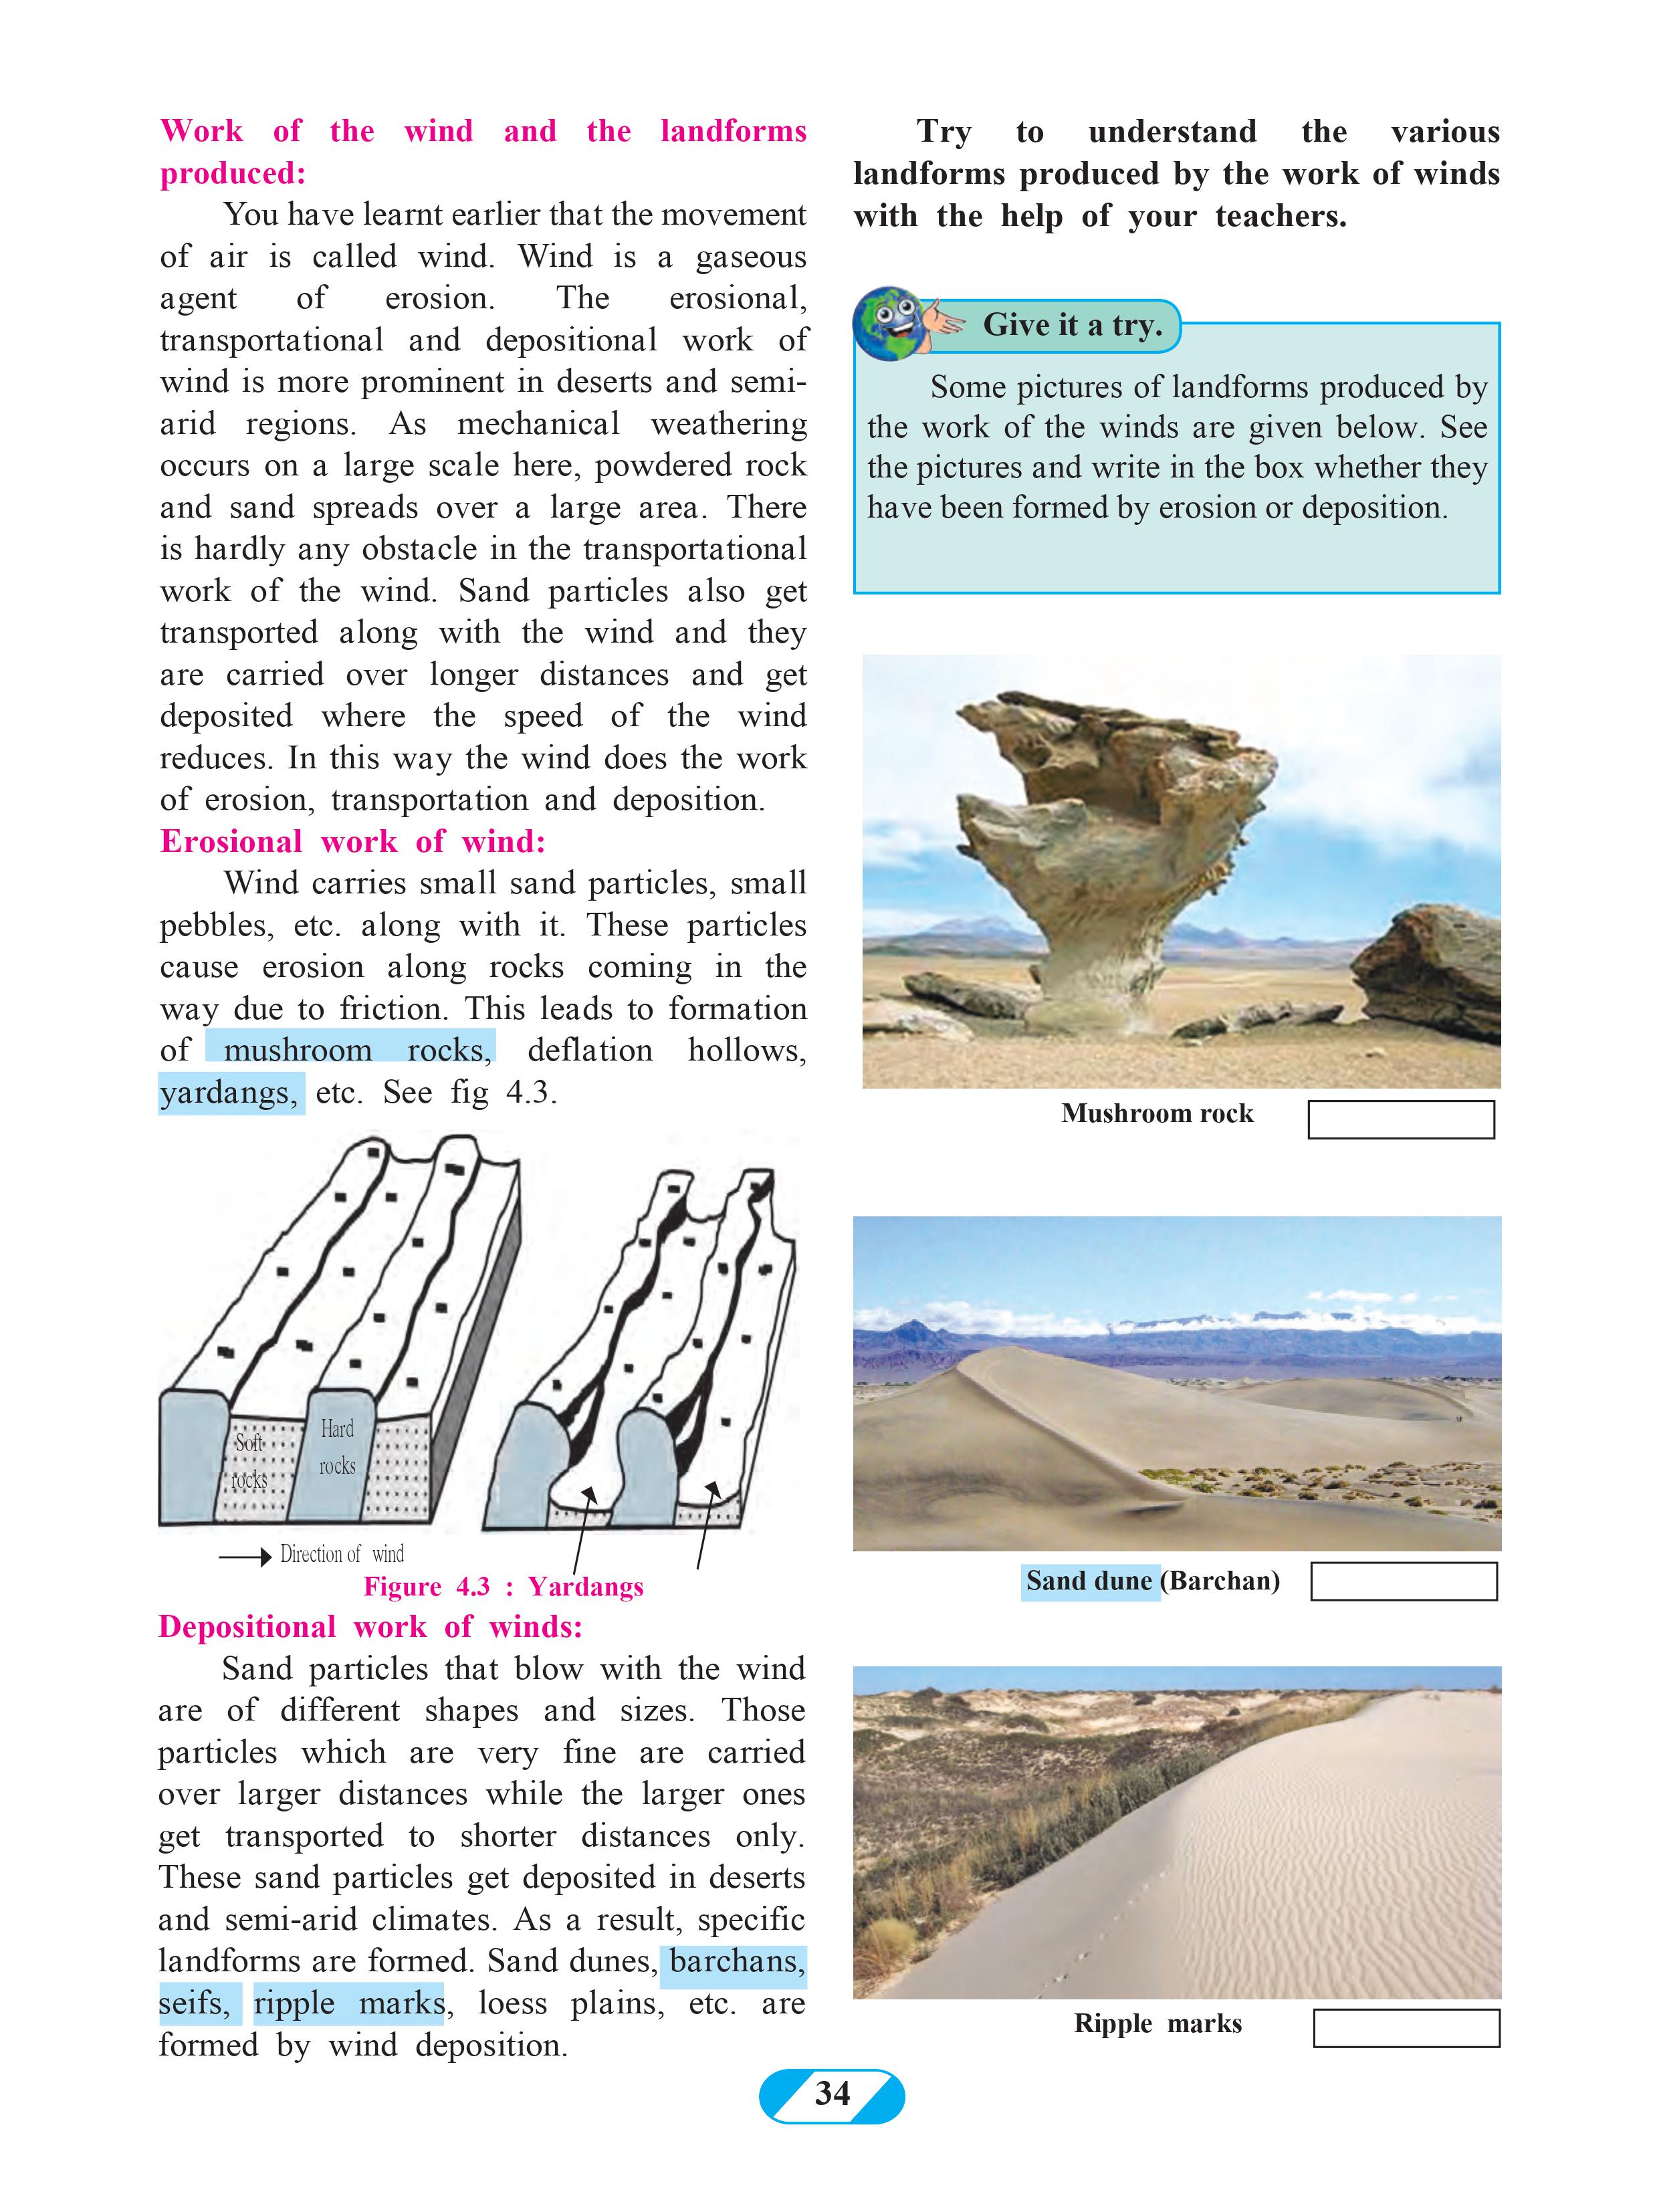 Work of the wind and the landforms
produced:
You have learnt earlier that the movement
of air is called wind. Wind is a gaseous
agent of erosion. The erosional,
transportational and depositional work of
wind is more prominent in deserts and semi-
arid regions. As mechanical weathering
occurs on a large scale here, powdered rock
and sand spreads over a large area. There
is hardly any obstacle in the transportational
work of the wind. Sand particles also get
transported along with the wind and they
are carried over longer distances and get
deposited where the speed of the wind
reduces. In this way the wind does the work
of erosion, transportation and deposition.
Erosional work of wind:
Wind carries small sand particles, small
pebbles, etc. along with it. These particles
cause erosion along rocks coming in the
way due to friction. This leads to formation
of mushroom rocks, deflation hollows,
yardangs, etc. See fig 4.3.
Soft
rocks
Hard
rocks
Direction of wind
Figure 4.3 : Yardangs
Depositional work of winds:
Sand particles that blow with the wind
are of different shapes and sizes. Those
particles which are very fine are carried
over larger distances while the larger ones
get transported to shorter distances only.
These sand particles get deposited in deserts
and semi-arid climates. As a result, specific
landforms are formed. Sand dunes, barchans,
seifs, ripple marks, loess plains, etc. are
formed by wind deposition.
Try to understand the various
landforms produced by the work of winds
with the help of your teachers.
Give it a try.
Some pictures of landforms produced by
the work of the winds are given below. See
the pictures and write in the box whether they
have been formed by erosion or deposition.
Mushroom rock
Sand dune (Barchan)
Ripple marks
34